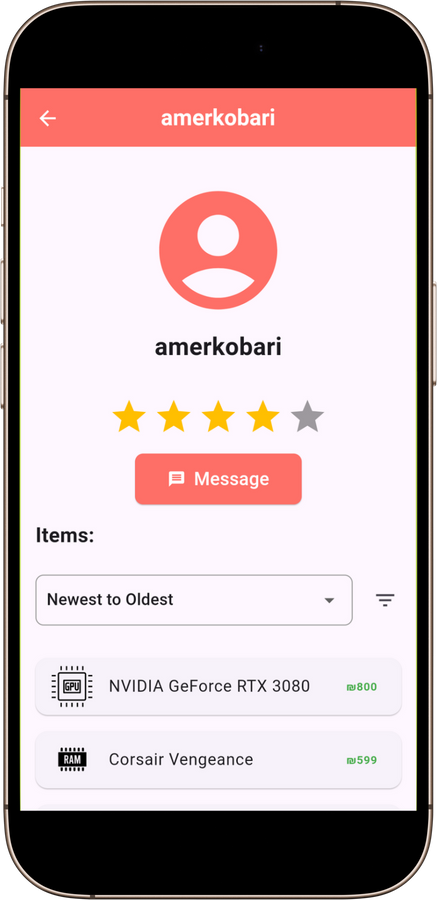 amerkobari
amerkobari
Message
Items:
Newest to Oldest
GPU NVIDIA GeForce RTX 3080 ₪800
RAM Corsair Vengeance ₪599